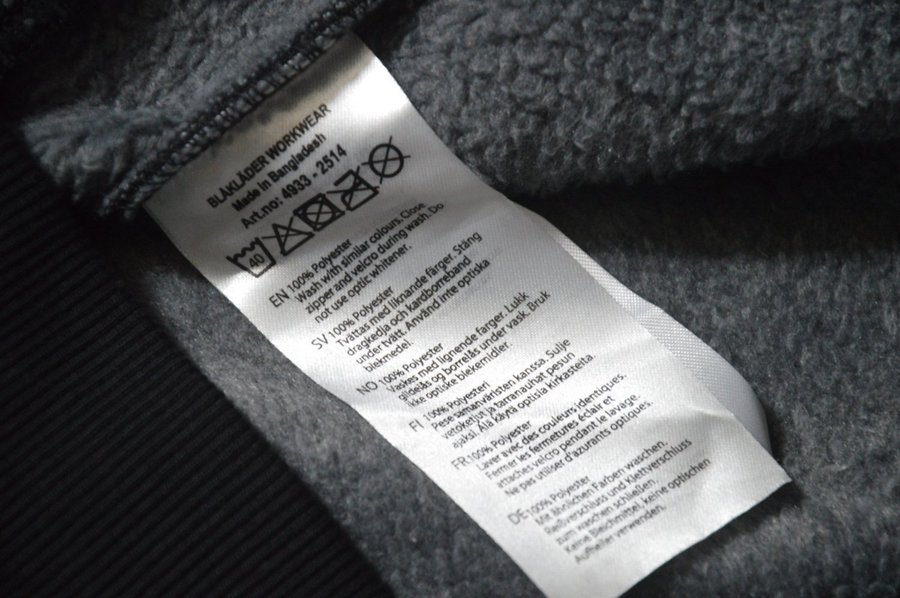 BLÅKLÄDER WORKWEAR
Made in Bangladesh
Art.no: 4933 - 2514
40
EN 100% Polyester
Wash with similar colours. Close
zipper and velcro during wash. Do
not use optic whitener.
SV 100% Polyester
Tvättas med liknande färger. Stäng
dragkedja och kardborreband
under tvätt. Använd inte optiska
blekmedel.
NO 100% Polyester
Vaskes med lignende farger. Lukk
glidelås og borrelås under vask. Bruk
ikke optiske blekemidler.
FI 100% Polyesteri
Pese samanväristen kanssa. Sulje
vetoketjut ja tarranauhat pesun
ajaksi. Älä käytä optisia kirkasteita.
FR 100% Polyester
Laver avec des couleurs identiques.
Fermer les fermetures éclair et
attaches velcro pendant le lavage.
Ne pas utiliser d'azurants optiques.
DE 100% Polyester
Mit ähnlichen Farben waschen.
Reißverschluss und Klettverschluss
zum waschen schließen.
Keine Bleichmittel, keine optischen
Aufheller verwenden.